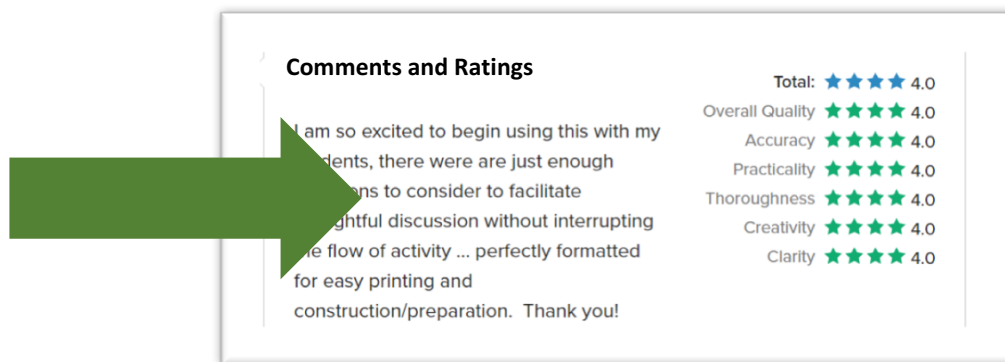 Comments and Ratings
am so excited to begin using this with my
there were are just enough
to consider to facilitate
discussion without interrupting
flow of activity ... perfectly formatted
for easy printing and
construction/preparation. Thank you!
Total: 4.0
Overall Quality 4.0
Accuracy 4.0
Practicality 4.0
Thoroughness 4.0
Creativity 4.0
Clarity 4.0